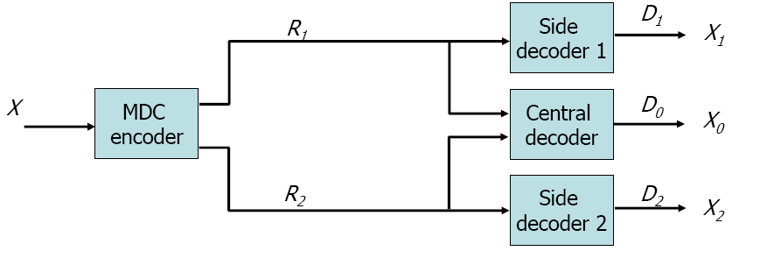 X
MDC
encoder
R1
R2
Side
decoder 1
Central
decoder
Side
decoder 2
D1
X1
D0
X0
D2
X2